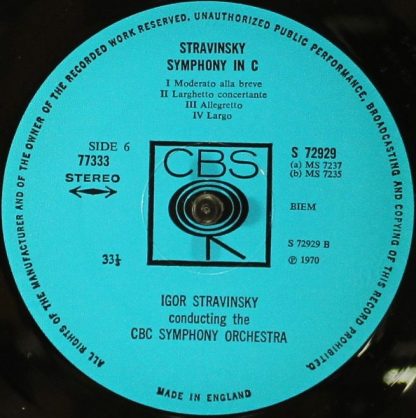 ALL RIGHTS OF THE MANUFACTURER AND OF THE OWNER OF THE RECORDED WORK RESERVED. UNAUTHORIZED PUBLIC PERFORMANCE, BROADCASTING AND COPYING OF THIS RECORD PROHIBITED.
STRAVINSKY
SYMPHONY IN C
I Moderato alla breve
II Larghetto concertante
III Allegretto
IV Largo
SIDE 6
77333
STEREO
CBS
S 72929
(a) MS 7237
(b) MS 7235
BIEM
33⅓
S 72929 B
℗ 1970
IGOR STRAVINSKY
conducting the
CBC SYMPHONY ORCHESTRA
MADE IN ENGLAND